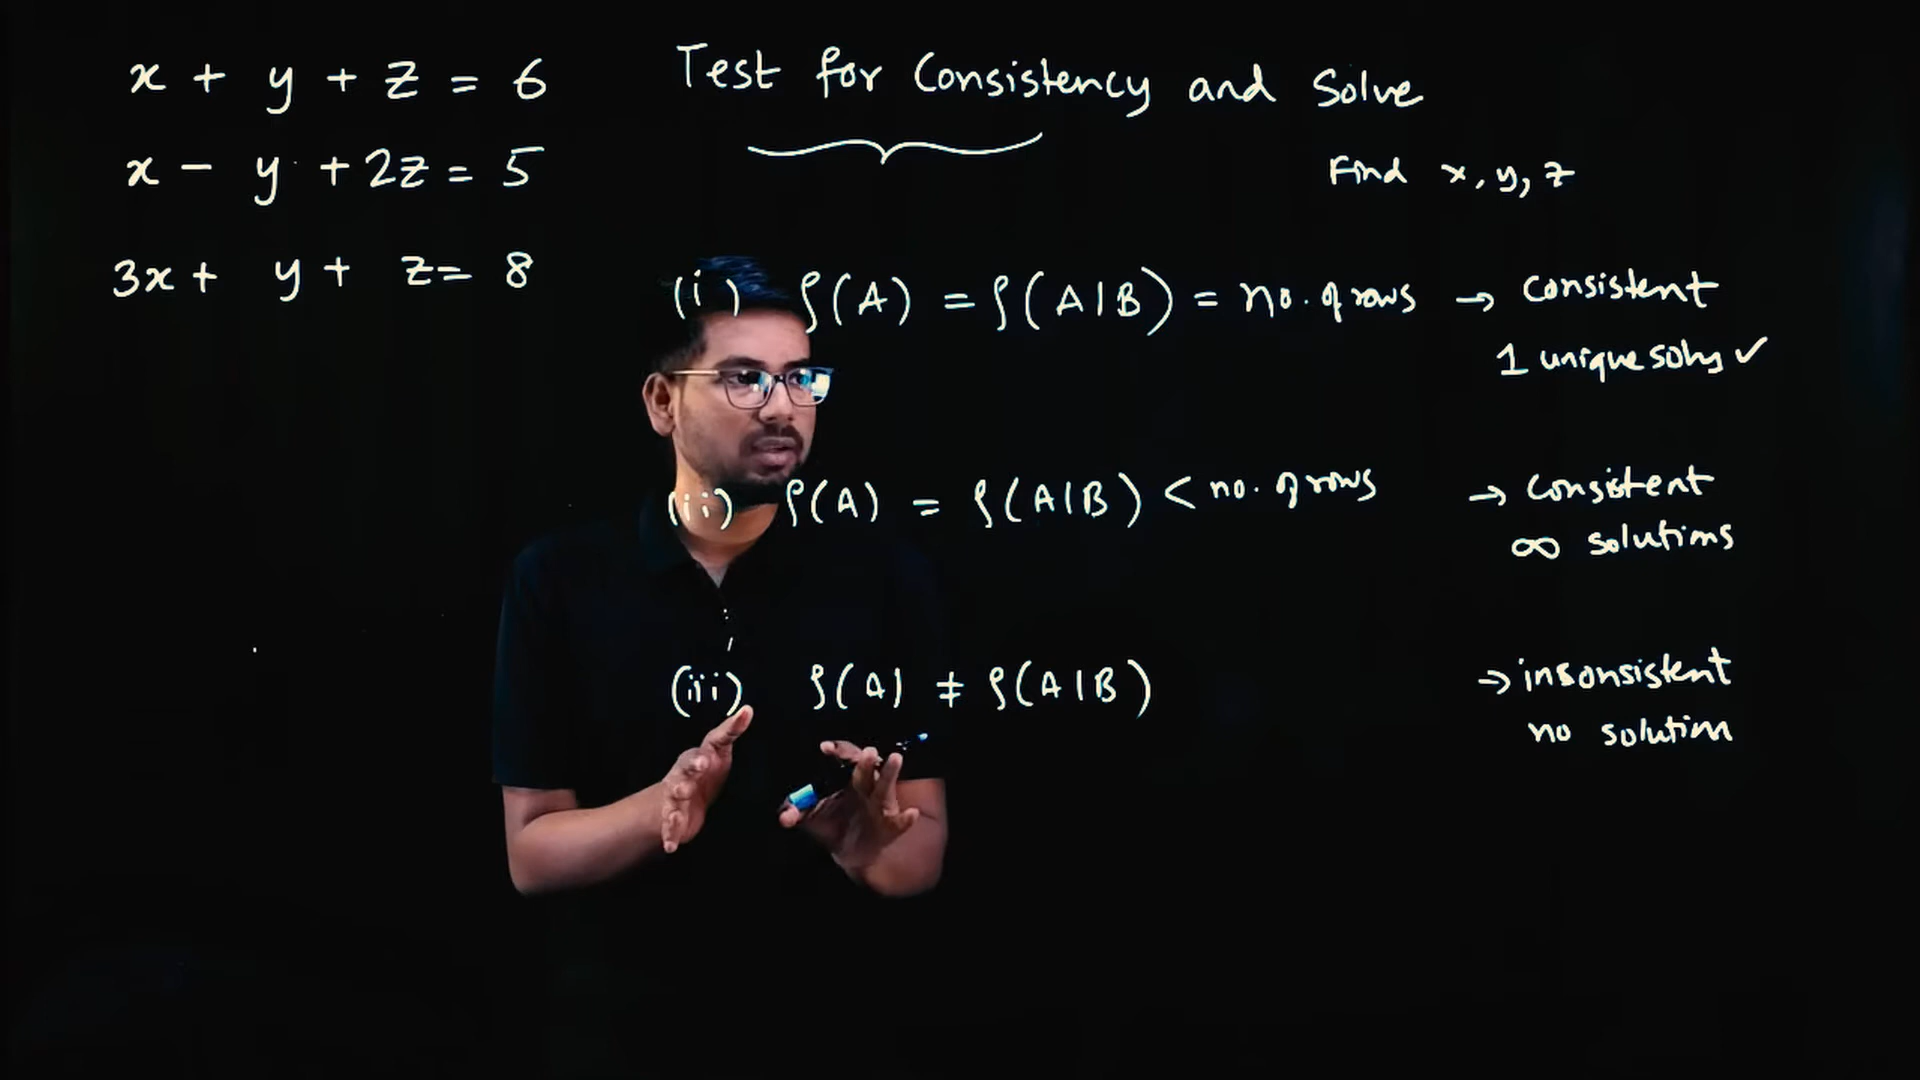 x + y + z = 6
x - y + 2z = 5
3x + y + z = 8
Test for Consistency and Solve
Find x, y, z
(i) ρ(A) = ρ(A|B) = no. of rows → consistent
1 unique solns ✓
(ii) ρ(A) = ρ(A|B) < no. of rows → consistent
∞ solutions
(iii) ρ(A) ≠ ρ(A|B) → insonsistent
no solution